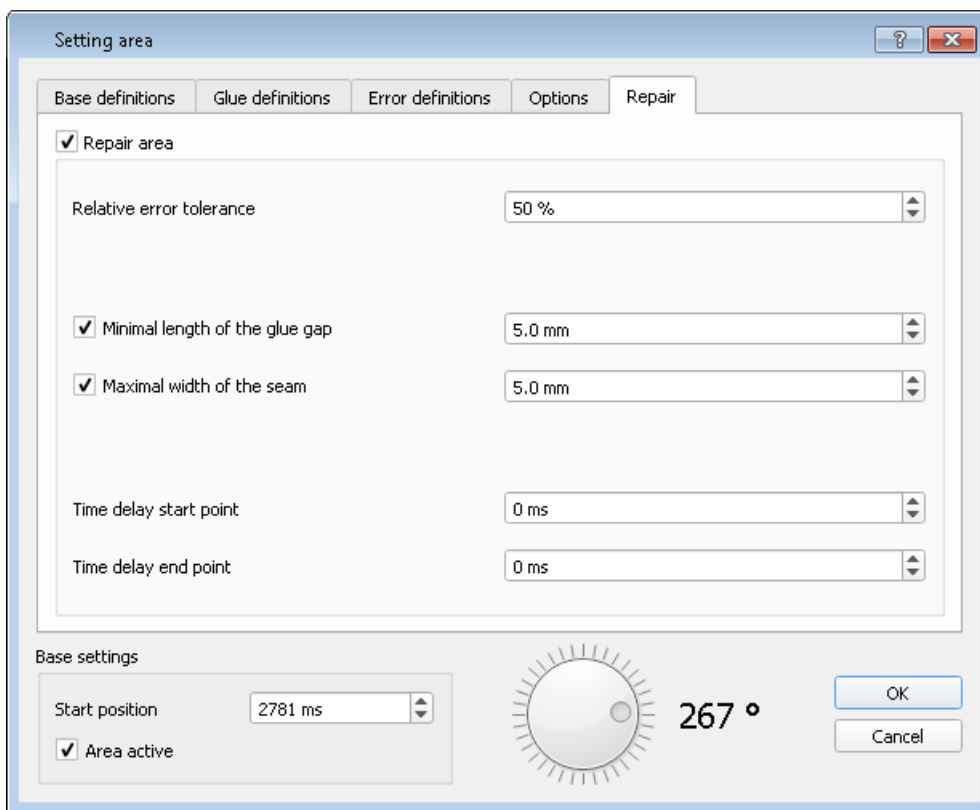 Setting area
?
Base definitions Glue definitions Error definitions Options Repair
Repair area
Relative error tolerance 50 %
Minimal length of the glue gap 5.0 mm
Maximal width of the seam 5.0 mm
Time delay start point 0 ms
Time delay end point 0 ms
Base settings
Start position 2781 ms
Area active
267 °
OK
Cancel